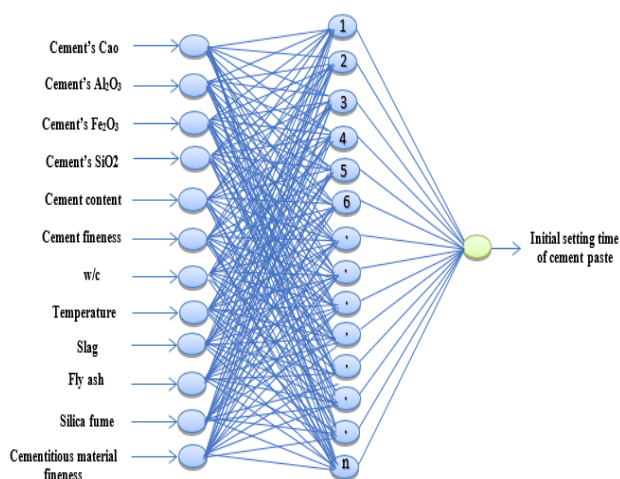 Cement's Cao
Cement's Al₂O₃
Cement's Fe₂O₃
Cement's SiO2
Cement content
Cement fineness
w/c
Temperature
Slag
Fly ash
Silica fume
Cementitious material
fineness
1
2
3
4
5
6
.
.
.
.
.
.
.
n
Initial setting time
of cement paste